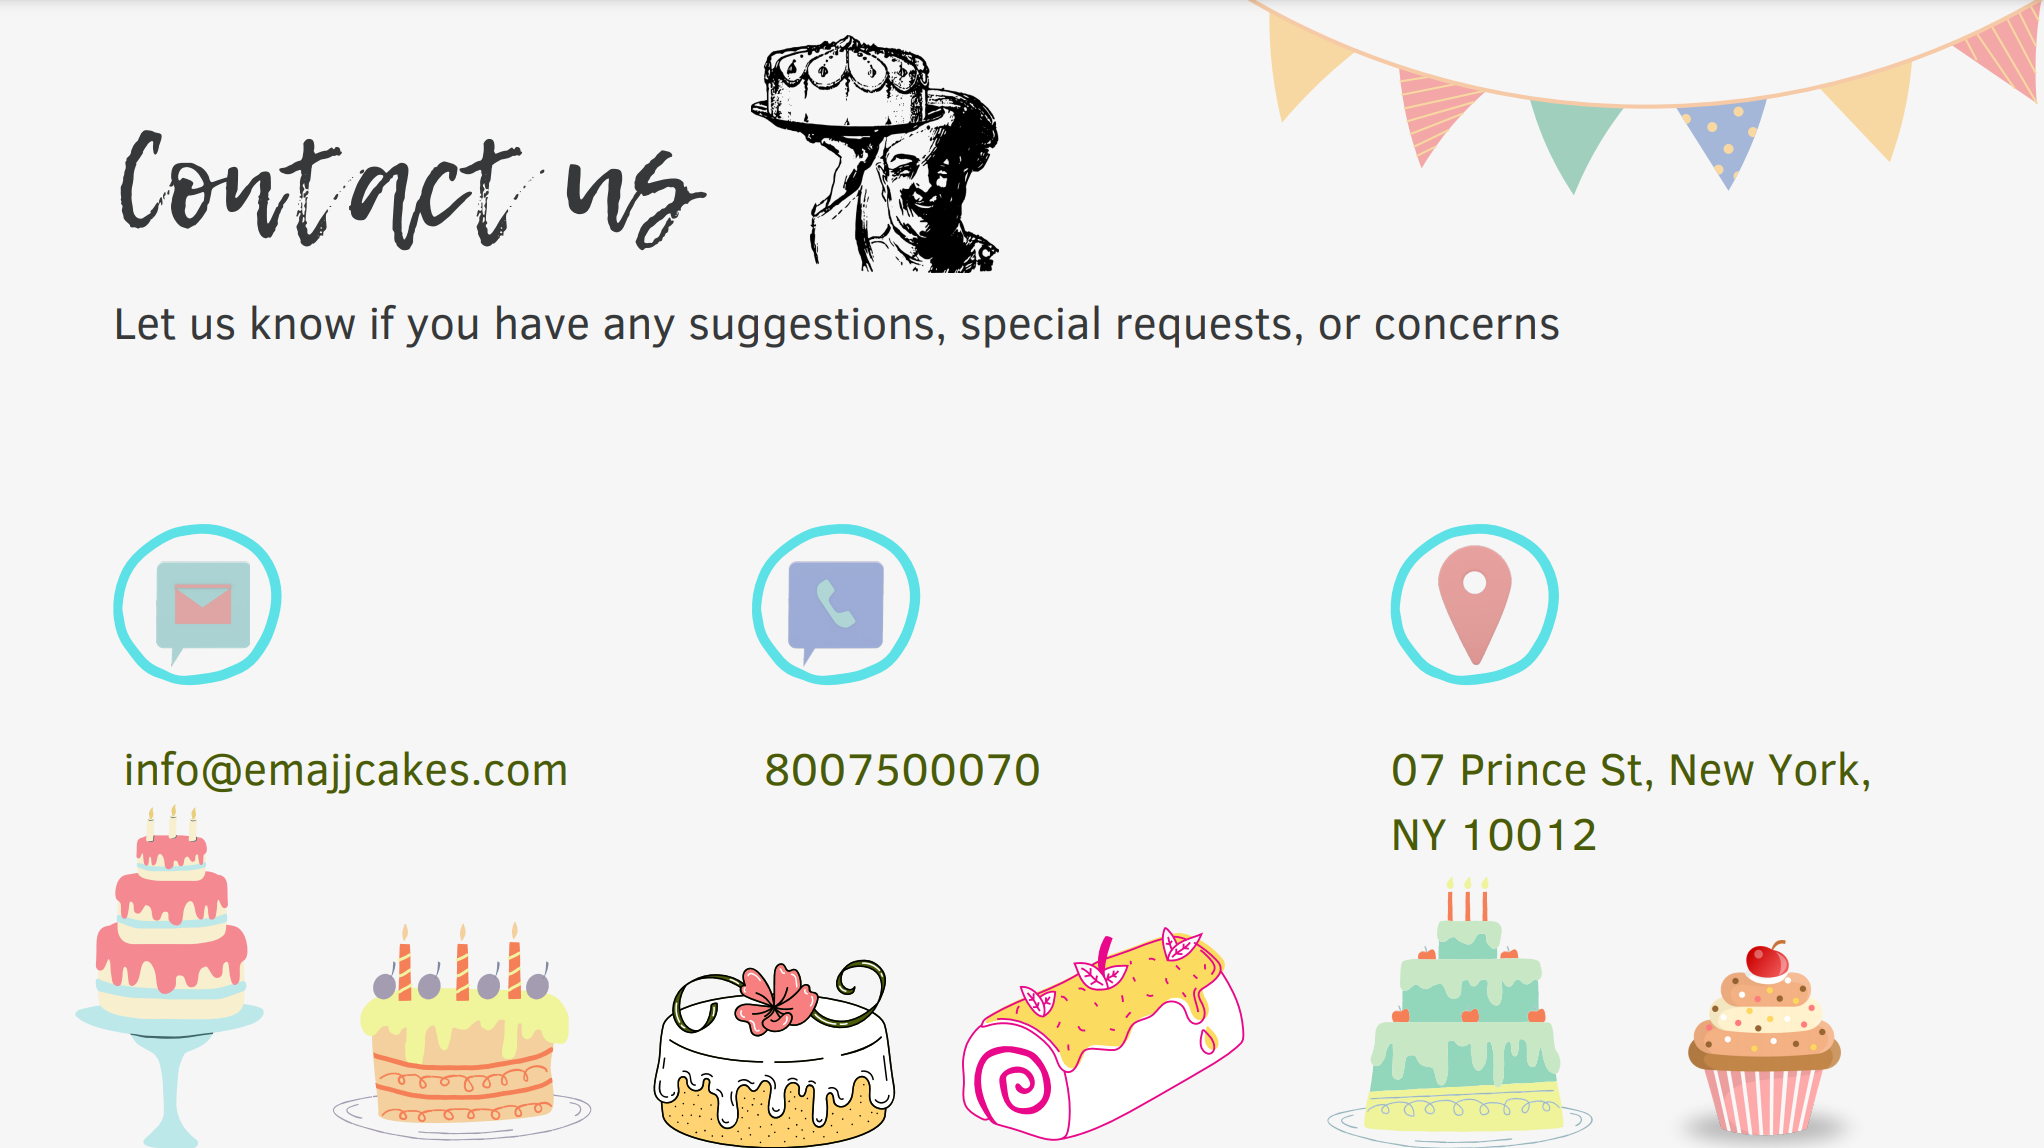 Contact us
Let us know if you have any suggestions, special requests, or concerns
info@emajjcakes.com
8007500070
07 Prince St, New York,
NY 10012